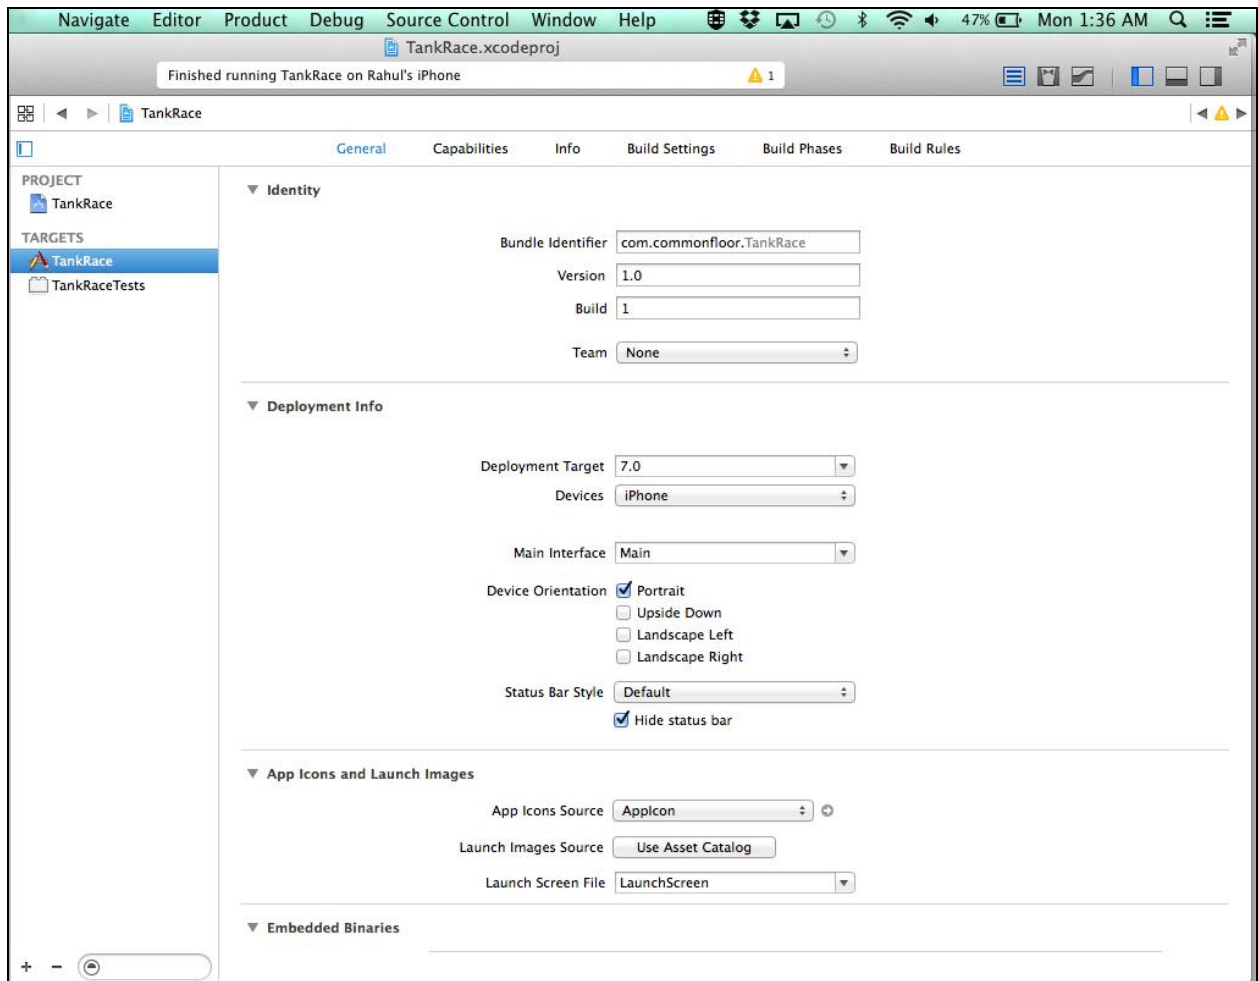 Navigate Editor Product Debug Source Control Window Help 47% Mon 1:36 AM
TankRace.xcodeproj
Finished running TankRace on Rahul's iPhone 1
TankRace
General Capabilities Info Build Settings Build Phases Build Rules
PROJECT
TankRace
TARGETS
TankRace
TankRaceTests
Identity
Bundle Identifier com.commonfloor.TankRace
Version 1.0
Build 1
Team None
Deployment Info
Deployment Target 7.0
Devices iPhone
Main Interface Main
Device Orientation Portrait
Upside Down
Landscape Left
Landscape Right
Status Bar Style Default
Hide status bar
App Icons and Launch Images
App Icons Source AppIcon
Launch Images Source Use Asset Catalog
Launch Screen File LaunchScreen
Embedded Binaries